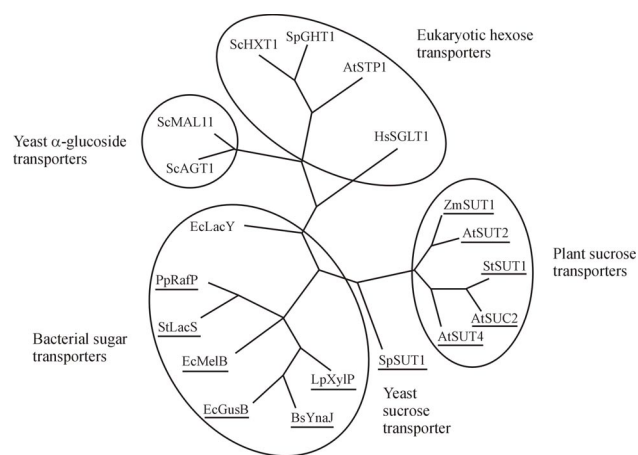 Eukaryotic hexose
transporters
SpGHT1
ScHXT1
AtSTP1
ScMAL11
Yeast α-glucoside
transporters
ScAGT1
HsSGLT1
EcLacY
ZmSUT1
AtSUT2
Plant sucrose
transporters
StSUT1
PpRafP
StLacS
AtSUC2
AtSUT4
Bacterial sugar
transporters
EcMelB
SpSUT1
LpXylP
Yeast
sucrose
transporter
EcGusB
BsYnaJ